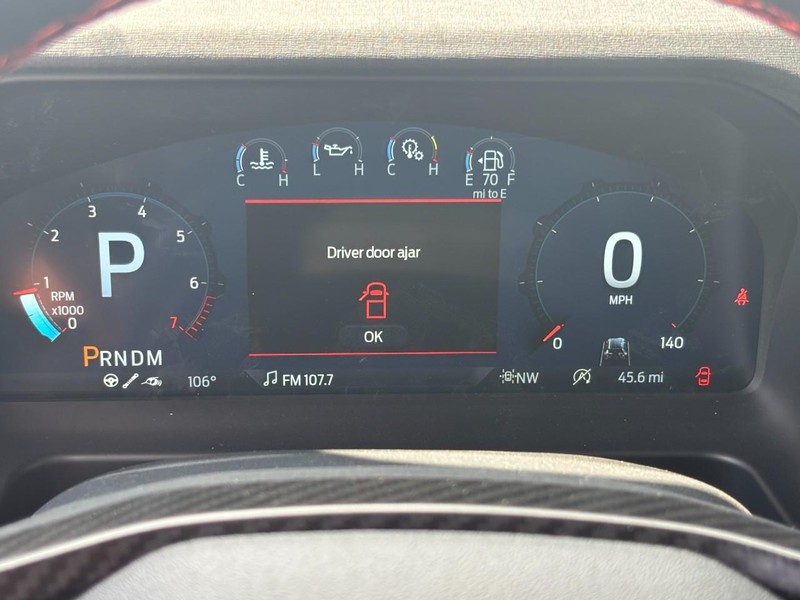 C H
L H
C H
E 70 F
mi to E
1 2 3 4 5 6 7
P
RPM
x1000
0
Driver door ajar
OK
0
MPH
0 140
PRNDM
106°
FM 107.7
NW
45.6 mi